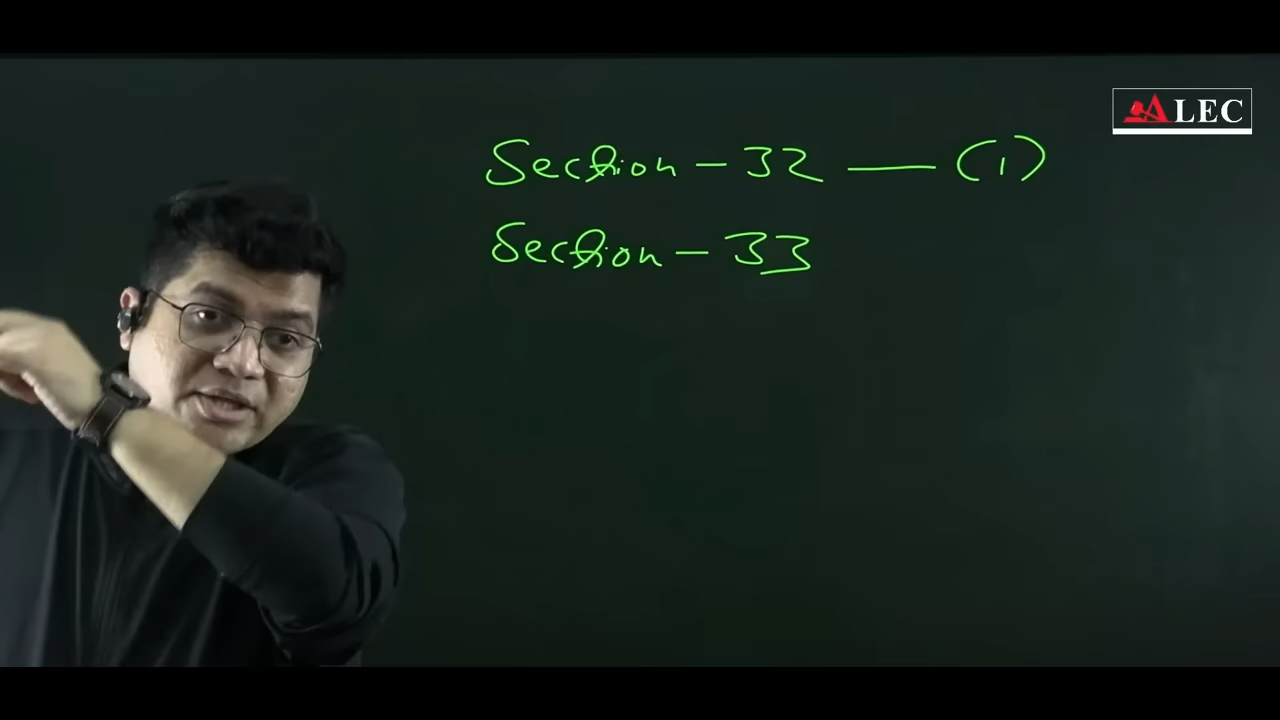 ALEC
Section - 32 — (1)
Section - 33